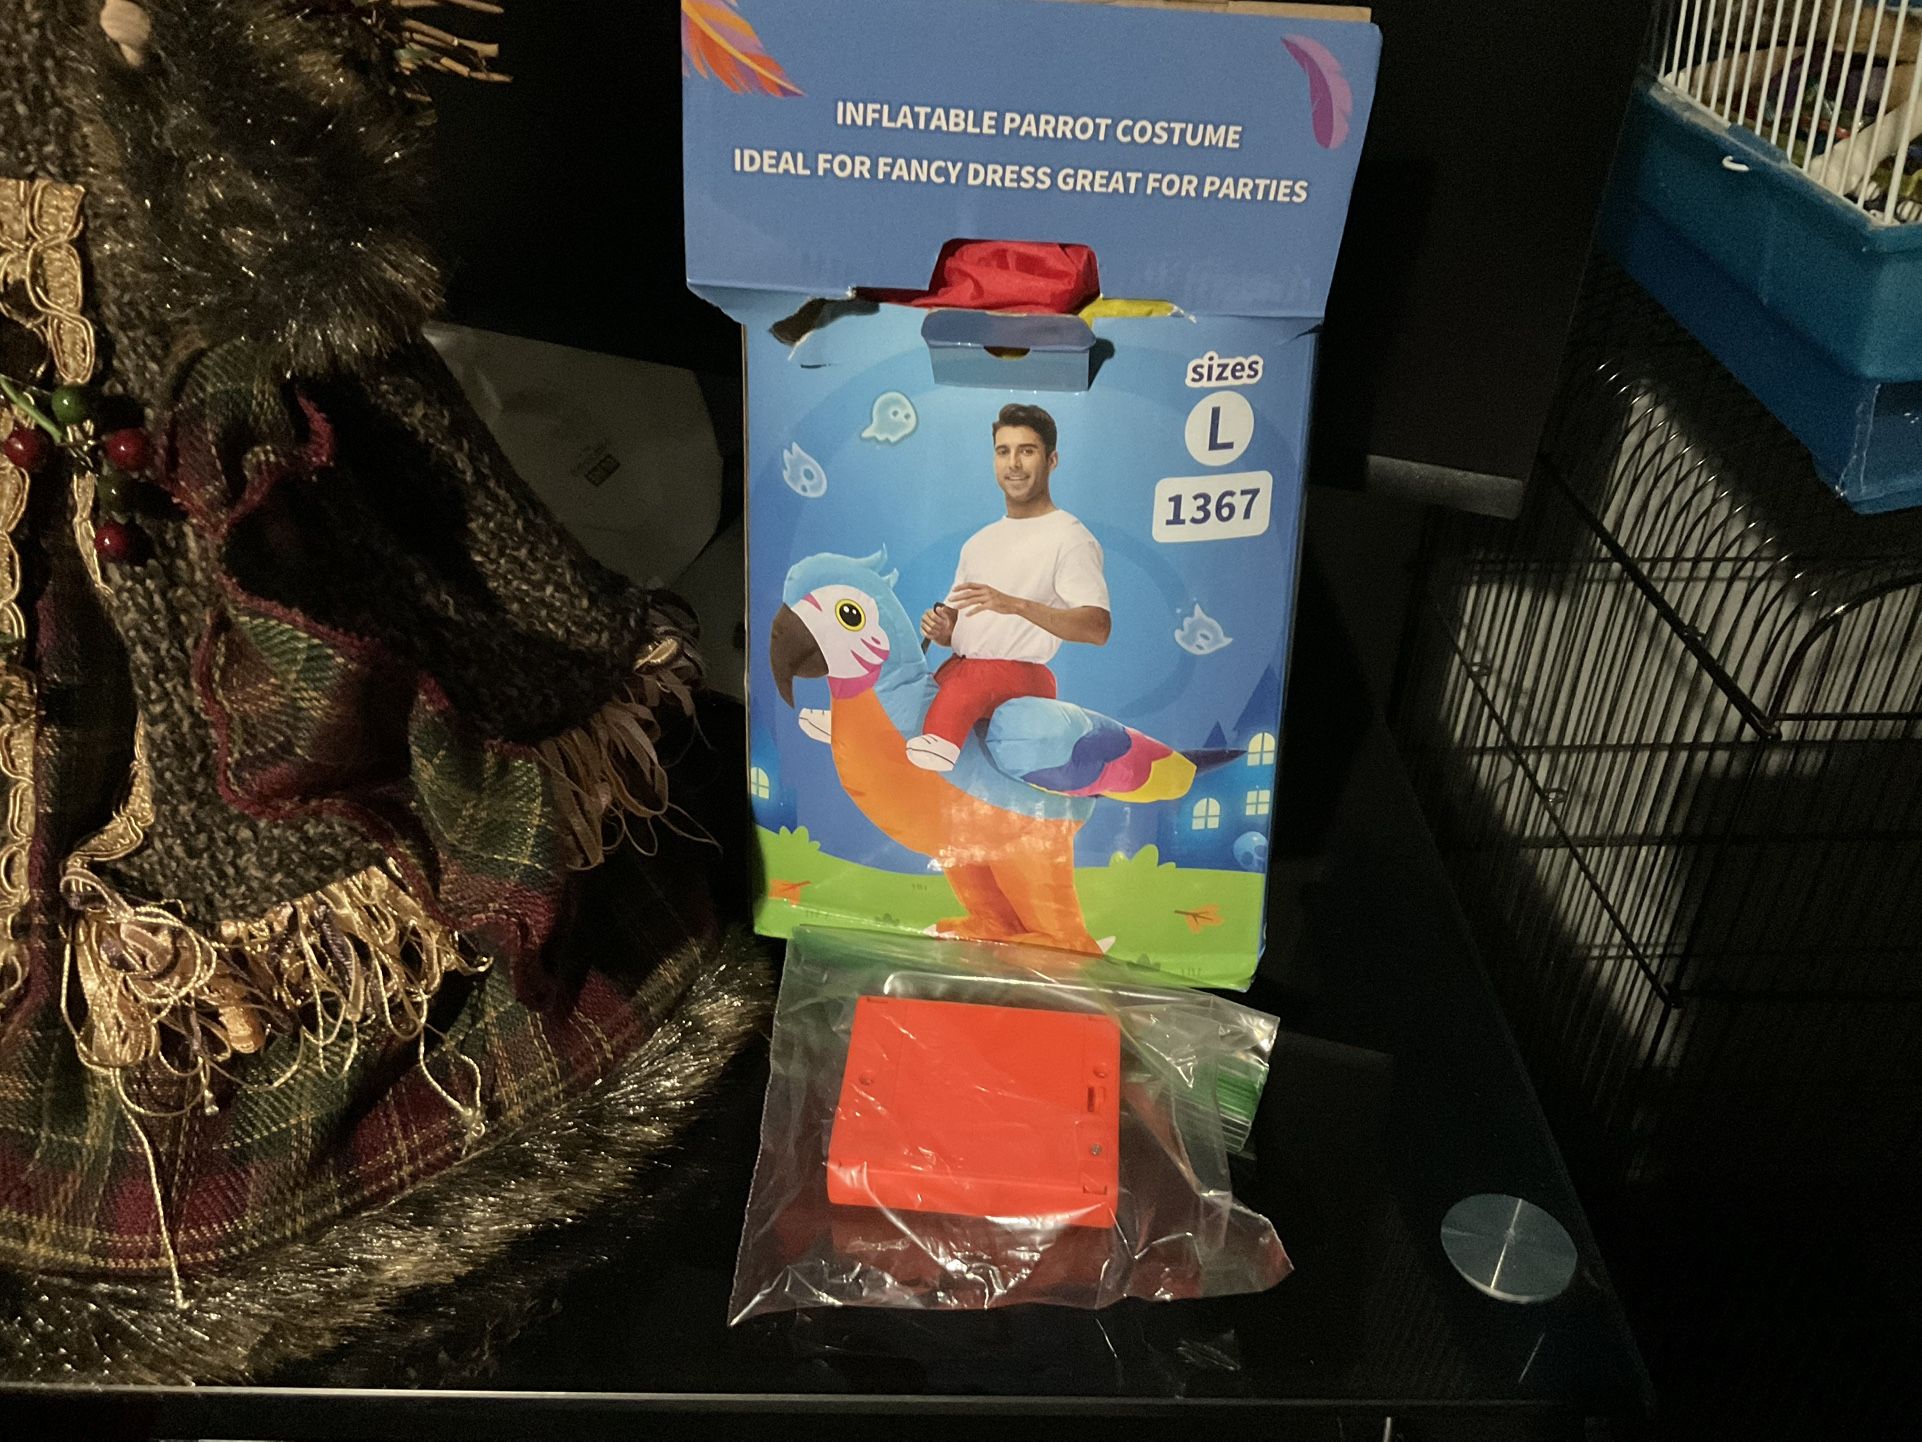 INFLATABLE PARROT COSTUME
IDEAL FOR FANCY DRESS GREAT FOR PARTIES
sizes
L
1367